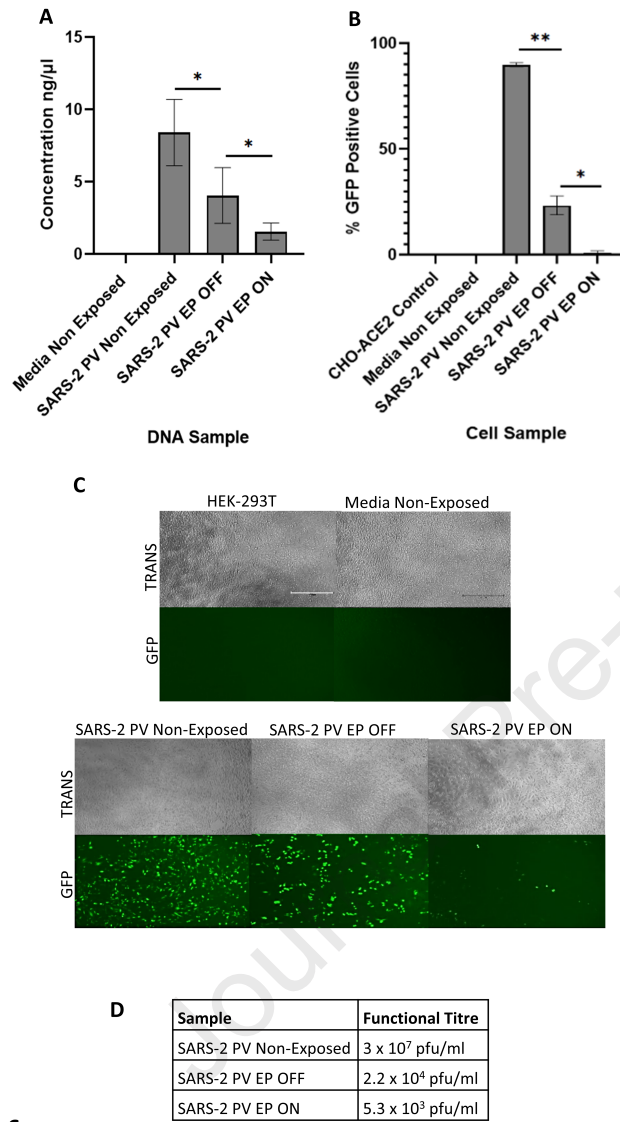 A
B
15
10
5
0
Concentration ng/µl
*
*
Media Non Exposed
SARS-2 PV Non Exposed
SARS-2 PV EP OFF
SARS-2 PV EP ON
DNA Sample
100
50
0
% GFP Positive Cells
**
*
CHO-ACE2 Control
Media Non Exposed
SARS-2 PV Non Exposed
SARS-2 PV EP OFF
SARS-2 PV EP ON
Cell Sample
C
HEK-293T Media Non-Exposed
TRANS
GFP
SARS-2 PV Non-Exposed SARS-2 PV EP OFF SARS-2 PV EP ON
TRANS
GFP
D
Sample Functional Titre
SARS-2 PV Non-Exposed 3 x 10⁷ pfu/ml
SARS-2 PV EP OFF 2.2 x 10⁴ pfu/ml
SARS-2 PV EP ON 5.3 x 10³ pfu/ml